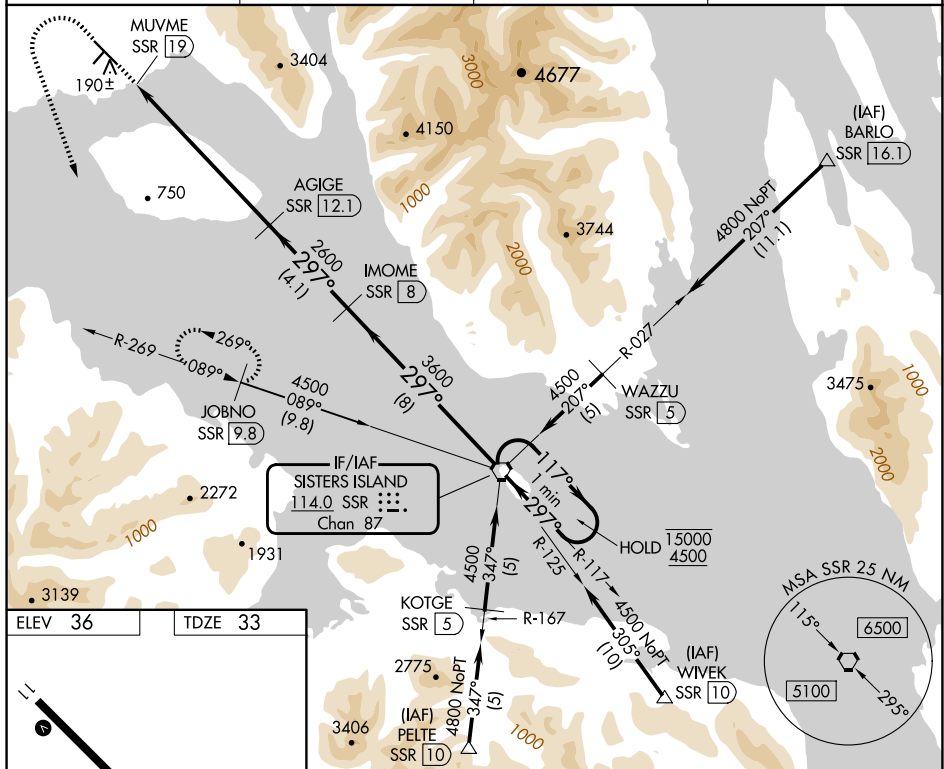 MUVME
SSR 19
190±
3404
3000
4677
4150
1000
(IAF)
BARLO
SSR 16.1
750
AGIGE
SSR 12.1
4800 NoPT
207°
(11.1)
3744
2600
297°
(4.1)
2000
IMOME
SSR 8
R-269
089°
269°
R-027
3600
297°
(8)
4500
089°
(9.8)
4500
207°
(5)
WAZZU
SSR 5
3475
1000
2000
JOBNO
SSR 9.8
IF/IAF
SISTERS ISLAND
114.0 SSR
Chan 87
117°
1 min
297°
2272
1000
1931
HOLD 15000
4500
R-125
R-117
4500 NoPT
305°
(10)
4500
347°
(5)
MSA SSR 25 NM
115°
6500
5100
295°
3139
KOTGE
SSR 5
R-167
ELEV 36
TDZE 33
2775
4800 NoPT
347°
(5)
(IAF)
WIVEK
SSR 10
3406
(IAF)
PELTE
SSR 10
1000
11
A